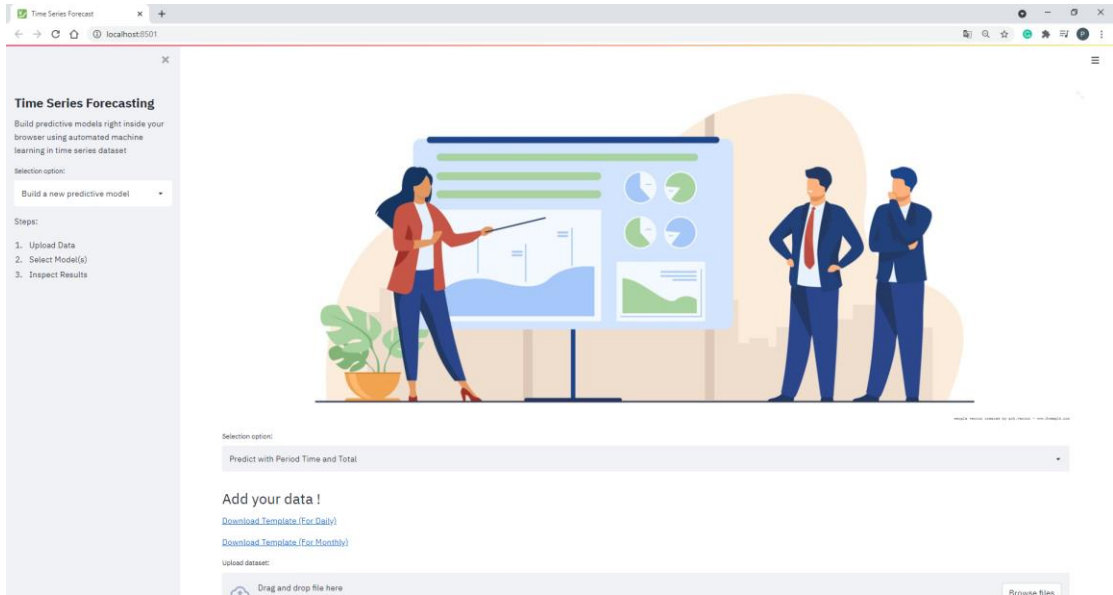 Time Series Forecast
localhost:8501
P
Time Series Forecasting
Build predictive models right inside your
browser using automated machine
learning in time series dataset
Selection option:
Build a new predictive model
Steps:
1. Upload Data
2. Select Model(s)
3. Inspect Results
Selection option:
Predict with Period Time and Total
Add your data !
Download Template (For Daily)
Download Template (For Monthly)
Upload dataset:
Drag and drop file here
Browse files